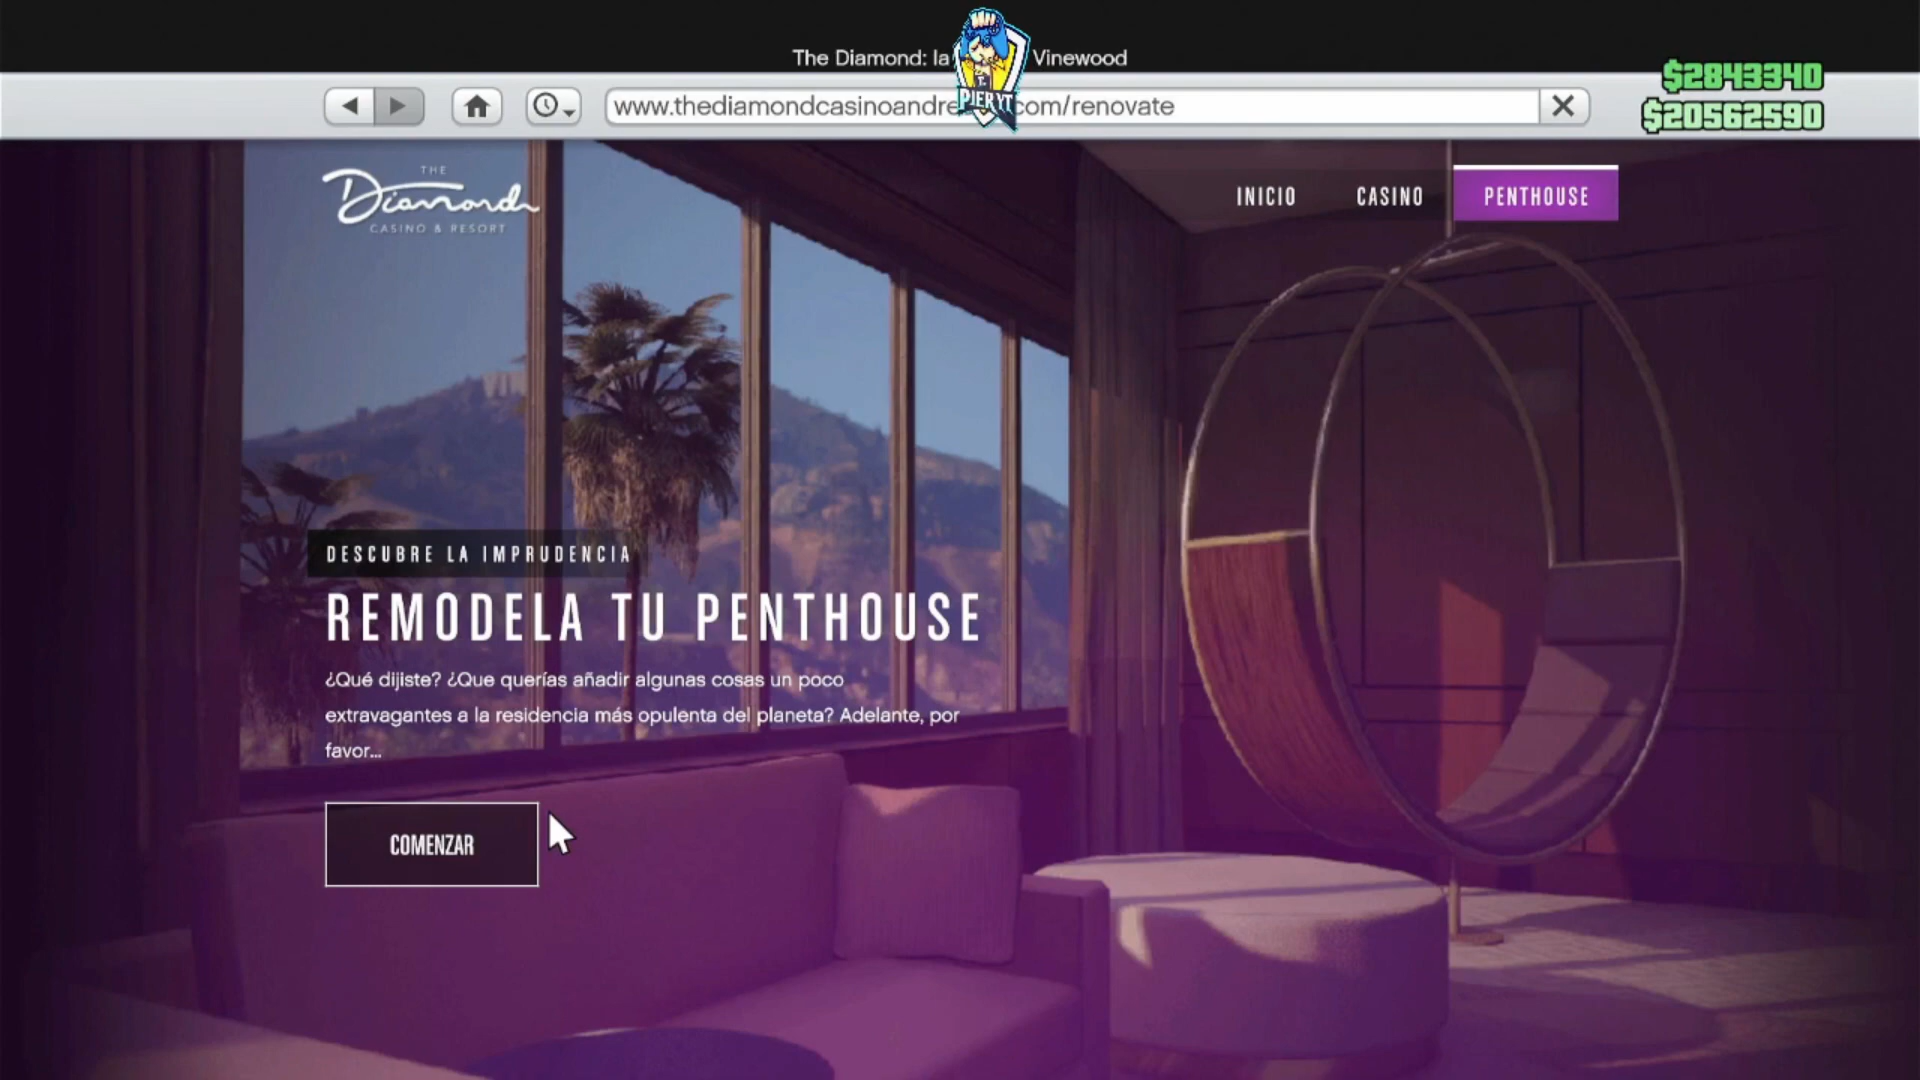 The Diamond: la Vinewood
$2843340
www.thediamondcasinoandre com/renovate
$20562590
PIERYT
THE
Diamond
CASINO & RESORT
INICIO
CASINO
PENTHOUSE
DESCUBRE LA IMPRUDENCIA
REMODELA TU PENTHOUSE
¿Qué dijiste? ¿Que querías añadir algunas cosas un poco
extravagantes a la residencia más opulenta del planeta? Adelante, por
favor...
COMENZAR